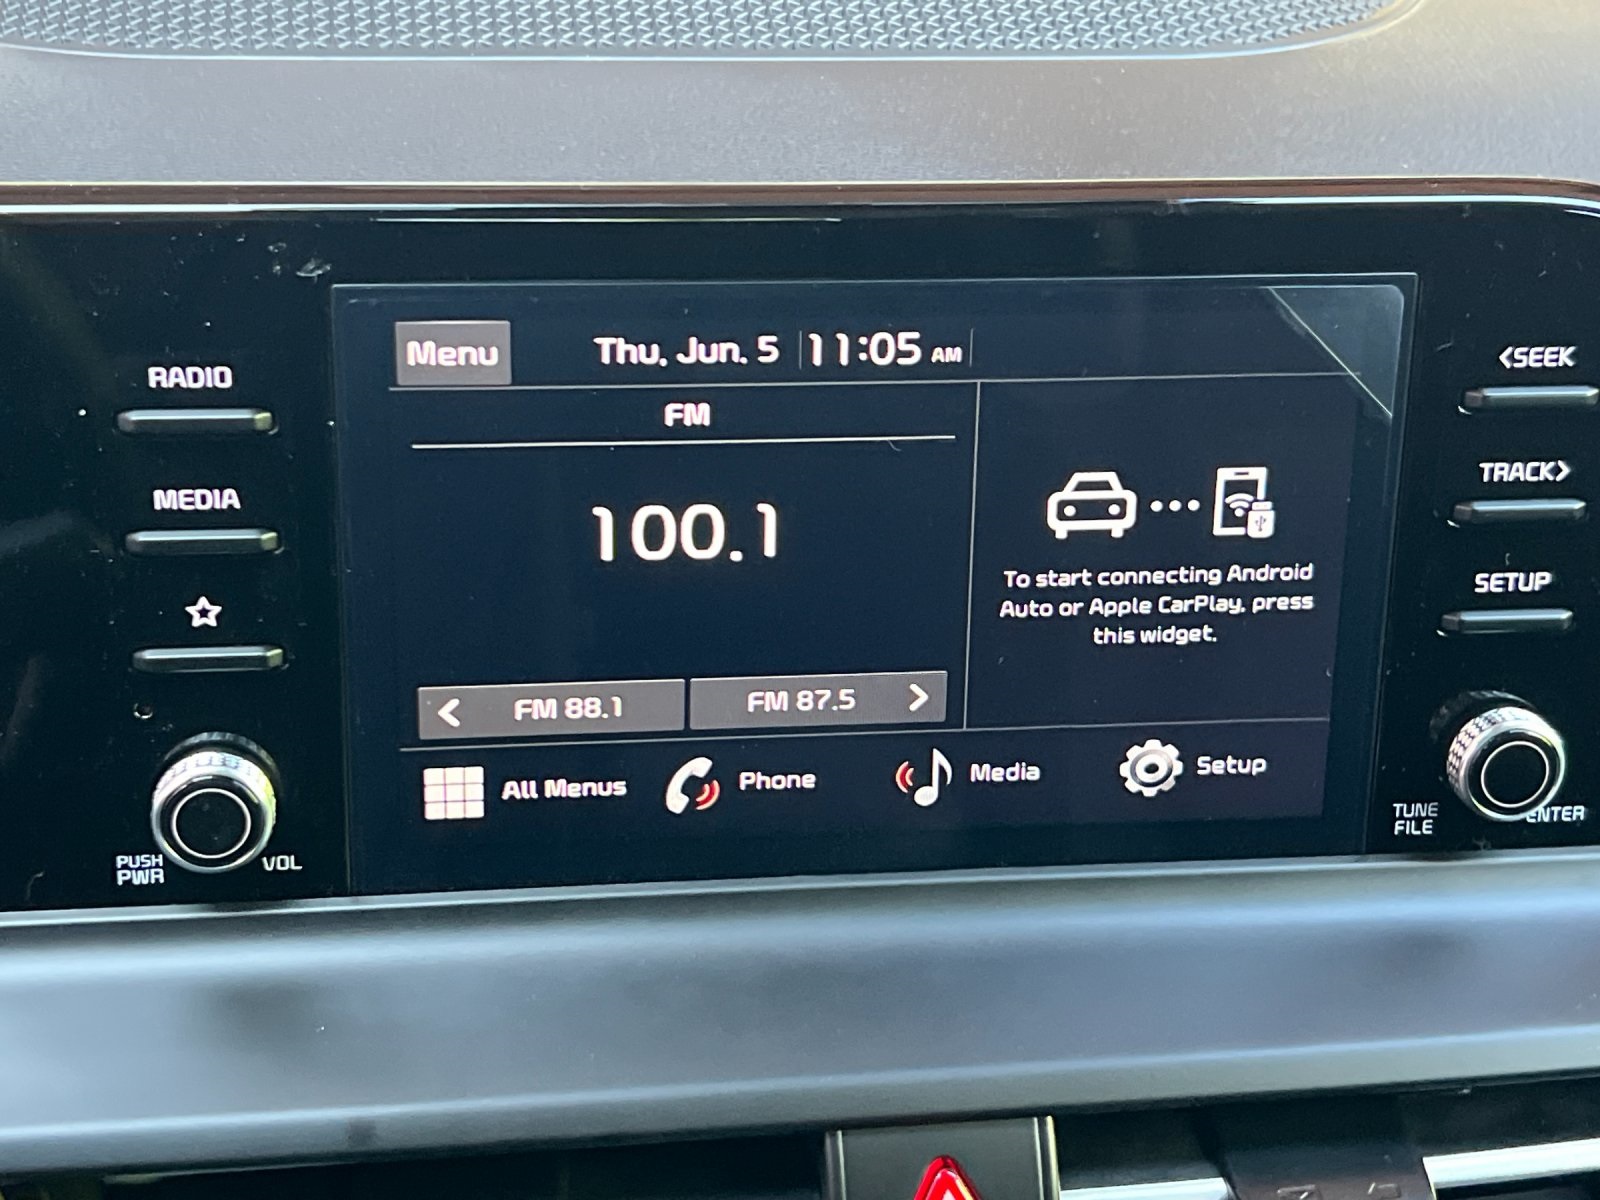 Menu
Thu, Jun. 5
11:05 AM
RADIO
MEDIA
PUSH
PWR
VOL
FM
100.1
< FM 88.1
FM 87.5 >
To start connecting Android
Auto or Apple CarPlay, press
this widget.
All Menus
Phone
Media
Setup
<SEEK
TRACK>
SETUP
TUNE
FILE
ENTER